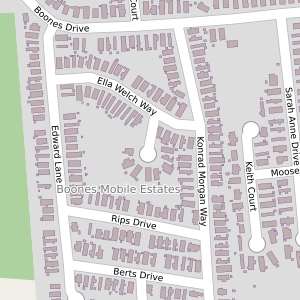 Boones Drive
Court
Ella Welch Way
Sarah Anne Drive
Edward Lane
Konrad Morgan Way
Keith Court
Moose
Boones Mobile Estates
Rips Drive
Berts Drive